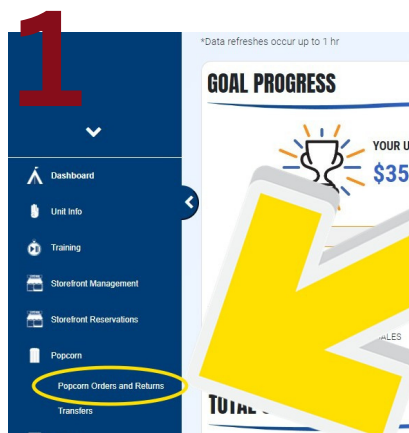 1
*Data refreshes occur up to 1 hr
GOAL PROGRESS
YOUR U
$35
Dashboard
Unit Info
Training
Storefront Management
Storefront Reservations
Popcorn
Popcorn Orders and Returns
Transfers
ALES
TOTAL